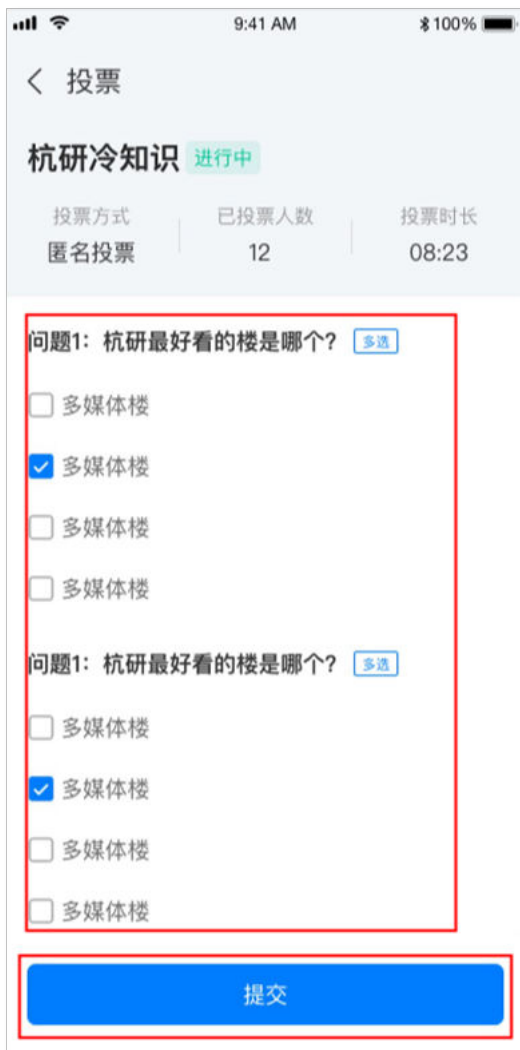 9:41 AM
100%
投票
杭研冷知识 进行中
投票方式 已投票人数 投票时长
匿名投票 12 08:23
问题1：杭研最好看的楼是哪个？ 多选
多媒体楼
多媒体楼
多媒体楼
多媒体楼
问题1：杭研最好看的楼是哪个？ 多选
多媒体楼
多媒体楼
多媒体楼
多媒体楼
提交